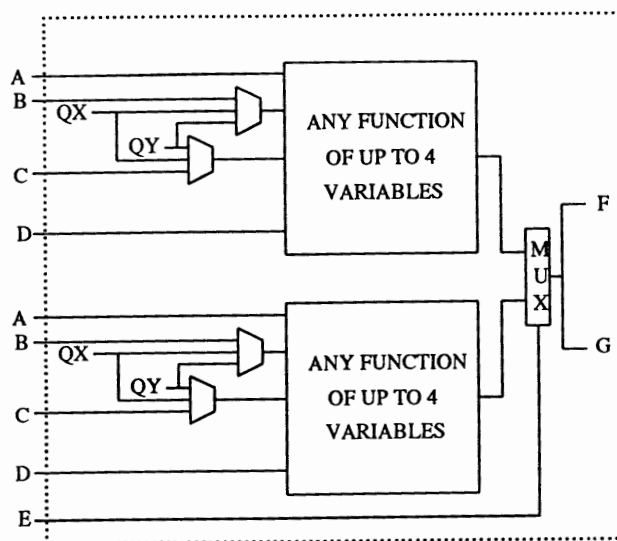 A
B
QX
QY
C
D
ANY FUNCTION
OF UP TO 4
VARIABLES
M
U
X
F
G
A
B
QX
QY
C
D
ANY FUNCTION
OF UP TO 4
VARIABLES
E